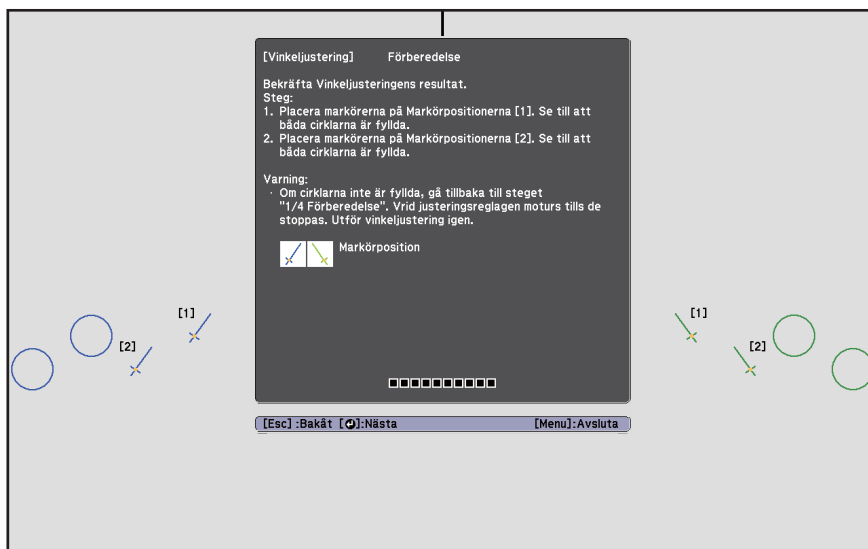 [Vinkeljustering] Förberedelse
Bekräfta Vinkeljusteringens resultat.
Steg:
1. Placera markörerna på Markörpositionerna [1]. Se till att
båda cirklarna är fyllda.
2. Placera markörerna på Markörpositionerna [2]. Se till att
båda cirklarna är fyllda.
Varning:
· Om cirklarna inte är fyllda, gå tillbaka till steget
"1/4 Förberedelse". Vrid justeringsreglagen moturs tills de
stoppas. Utför vinkeljustering igen.
Markörposition
[1] [1]
[2] [2]
[Esc] :Bakåt [⏎]:Nästa [Menu]:Avsluta